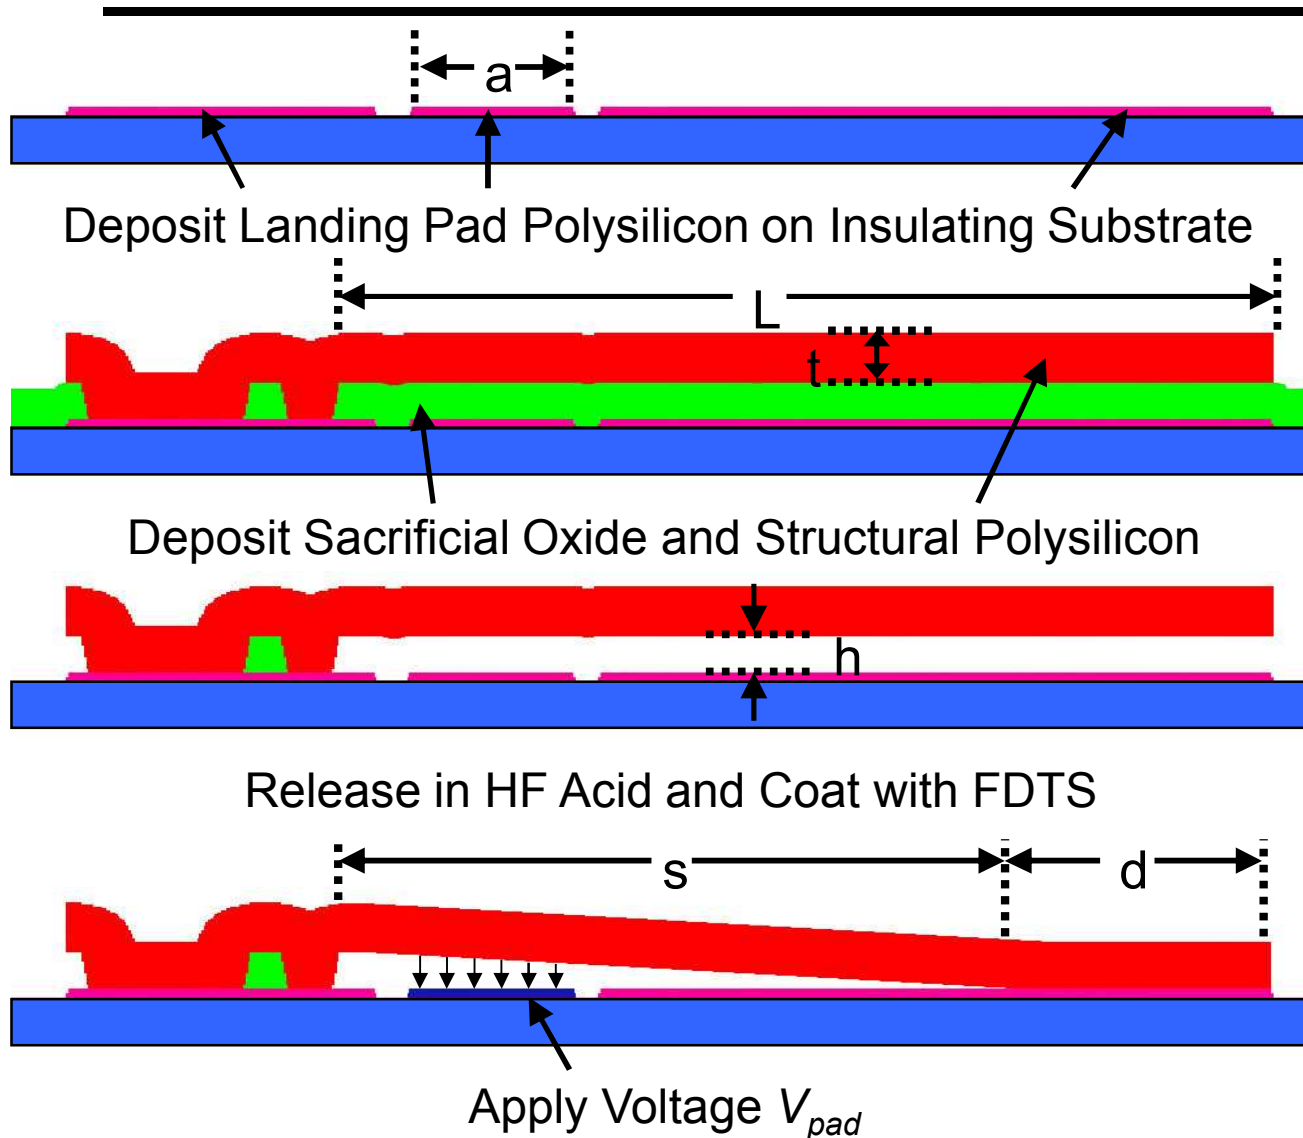 a
Deposit Landing Pad Polysilicon on Insulating Substrate
L
t
Deposit Sacrificial Oxide and Structural Polysilicon
h
Release in HF Acid and Coat with FDTS
s d
Apply Voltage V_pad